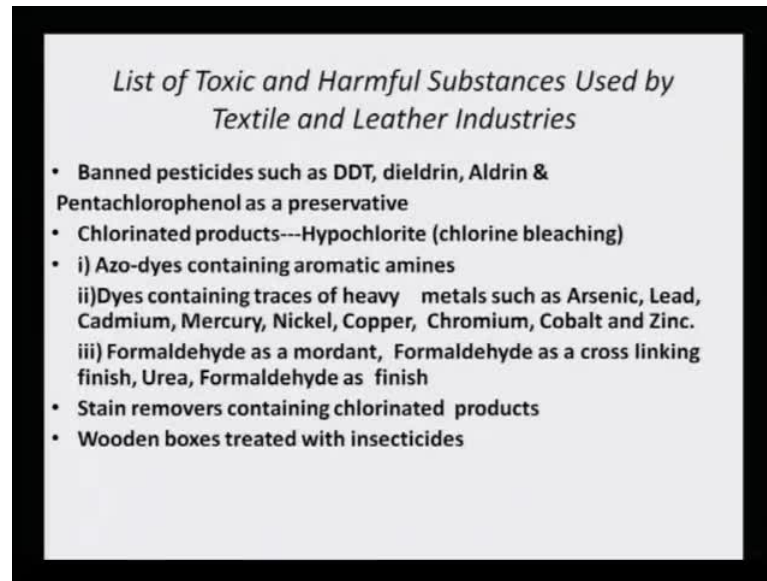 List of Toxic and Harmful Substances Used by
Textile and Leather Industries
• Banned pesticides such as DDT, dieldrin, Aldrin &
Pentachlorophenol as a preservative
• Chlorinated products---Hypochlorite (chlorine bleaching)
• i) Azo-dyes containing aromatic amines
ii)Dyes containing traces of heavy metals such as Arsenic, Lead,
Cadmium, Mercury, Nickel, Copper, Chromium, Cobalt and Zinc.
iii) Formaldehyde as a mordant, Formaldehyde as a cross linking
finish, Urea, Formaldehyde as finish
• Stain removers containing chlorinated products
• Wooden boxes treated with insecticides